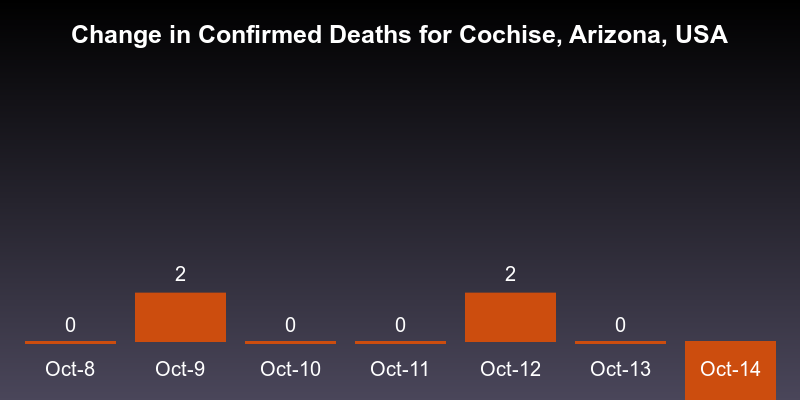 Change in Confirmed Deaths for Cochise, Arizona, USA
0 2 0 0 2 0
Oct-8 Oct-9 Oct-10 Oct-11 Oct-12 Oct-13 Oct-14